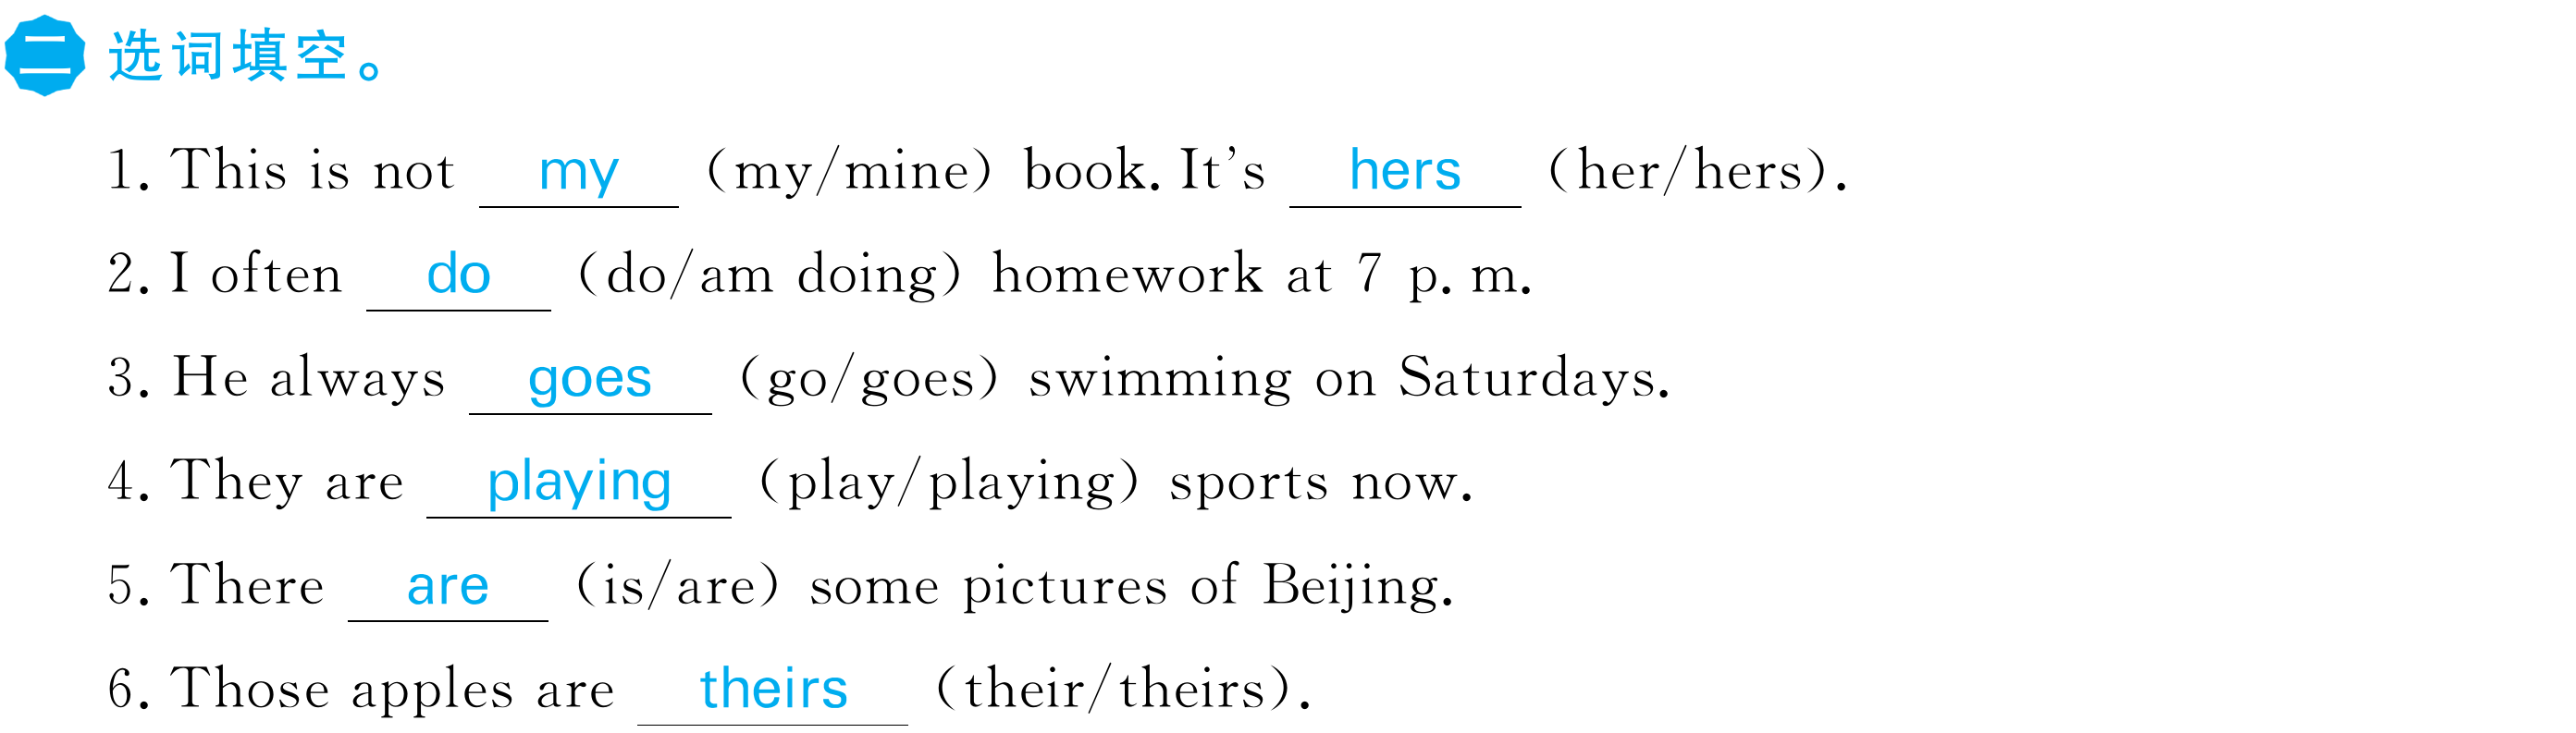 二 选词填空。
1. This is not my (my/mine) book. It's hers (her/hers).
2. I often do (do/am doing) homework at 7 p. m.
3. He always goes (go/goes) swimming on Saturdays.
4. They are playing (play/playing) sports now.
5. There are (is/are) some pictures of Beijing.
6. Those apples are theirs (their/theirs).